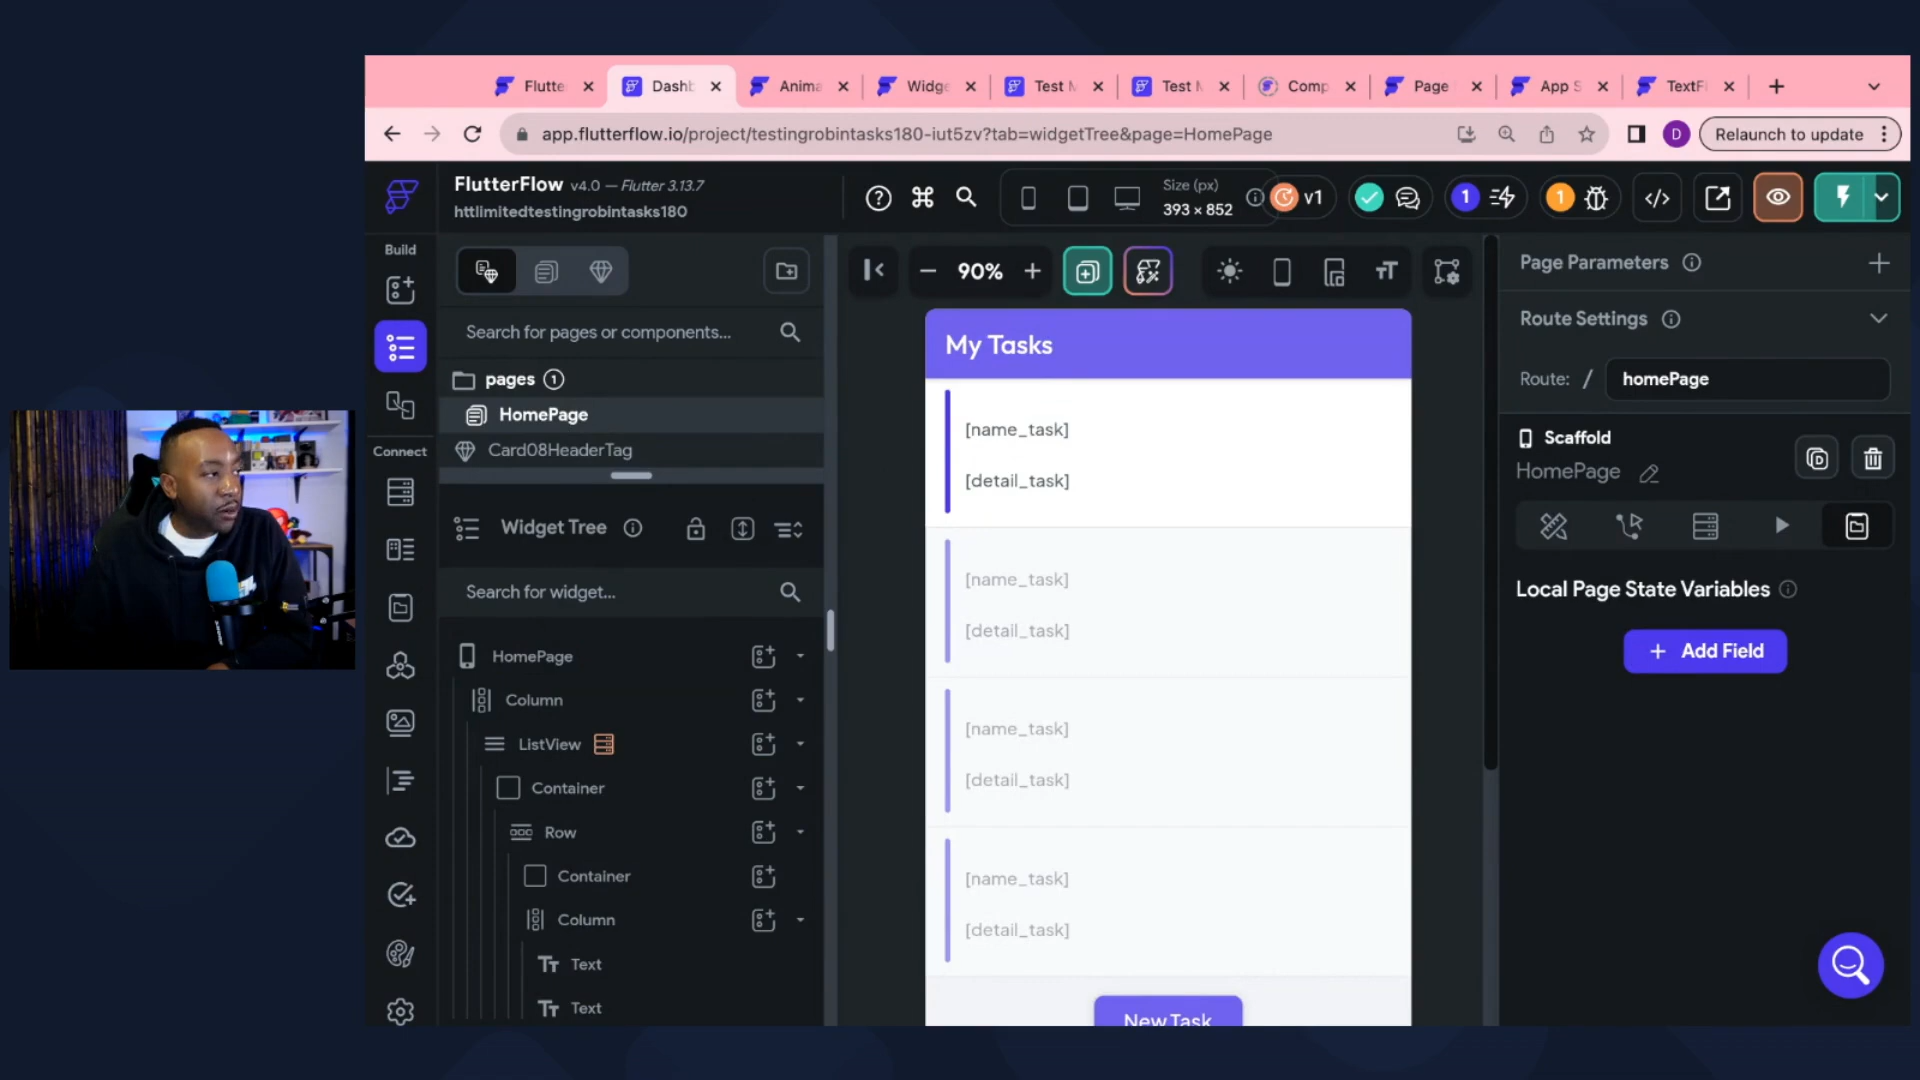 Flutte
Dashb
Anima
Widge
Test M
Test M
Comp
Page
App S
TextFi
app.flutterflow.io/project/testingrobintasks180-iut5zv?tab=widgetTree&page=HomePage
D
Relaunch to update
FlutterFlow v4.0 — Flutter 3.13.7
httlimitedtestingrobintasks180
Size (px)
393 × 852
v1
1
1
Build
Connect
Search for pages or components...
pages 1
HomePage
Card08HeaderTag
Widget Tree
Search for widget...
HomePage
Column
ListView
Container
Row
Container
Column
Text
Text
90%
My Tasks
[name_task]
[detail_task]
[name_task]
[detail_task]
[name_task]
[detail_task]
[name_task]
[detail_task]
New Task
Page Parameters
Route Settings
Route: / homePage
Scaffold
HomePage
Local Page State Variables
+ Add Field